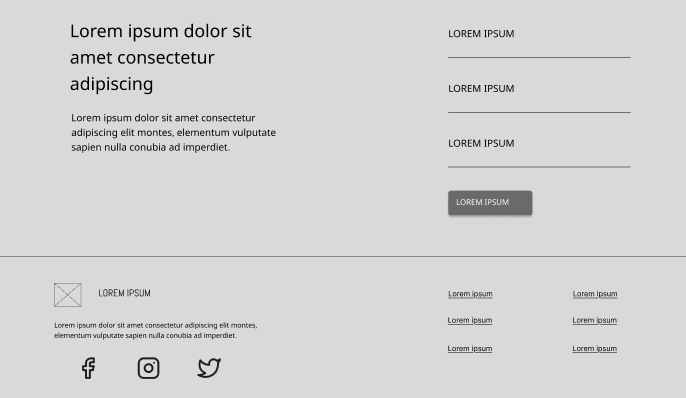 Lorem ipsum dolor sit
amet consectetur
adipiscing
Lorem ipsum dolor sit amet consectetur
adipiscing elit montes, elementum vulputate
sapien nulla conubia ad imperdiet.
LOREM IPSUM
LOREM IPSUM
LOREM IPSUM
LOREM IPSUM
LOREM IPSUM
Lorem ipsum dolor sit amet consectetur adipiscing elit montes,
elementum vulputate sapien nulla conubia ad imperdiet.
Lorem ipsum
Lorem ipsum
Lorem ipsum
Lorem ipsum
Lorem ipsum
Lorem ipsum